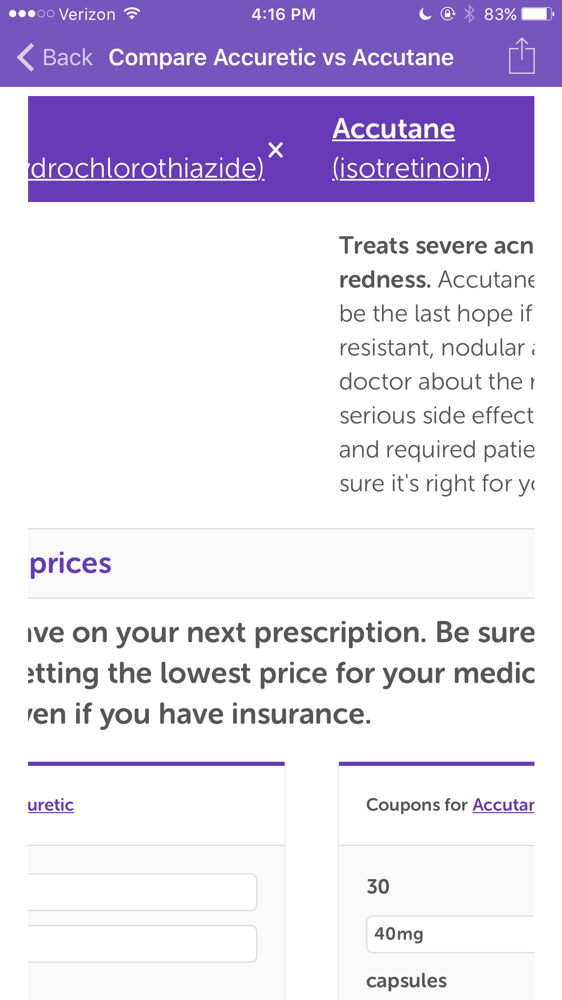 Verizon 4:16 PM 83%
Back Compare Accuretic vs Accutane
Accutane
drochlorothiazide) x
(isotretinoin)
Treats severe acn
redness. Accutane
be the last hope if
resistant, nodular
doctor about the
serious side effect
and required patie
sure it's right for yo
prices
ve on your next prescription. Be sure
etting the lowest price for your medic
ven if you have insurance.
uretic
Coupons for Accutan
30
40mg
capsules